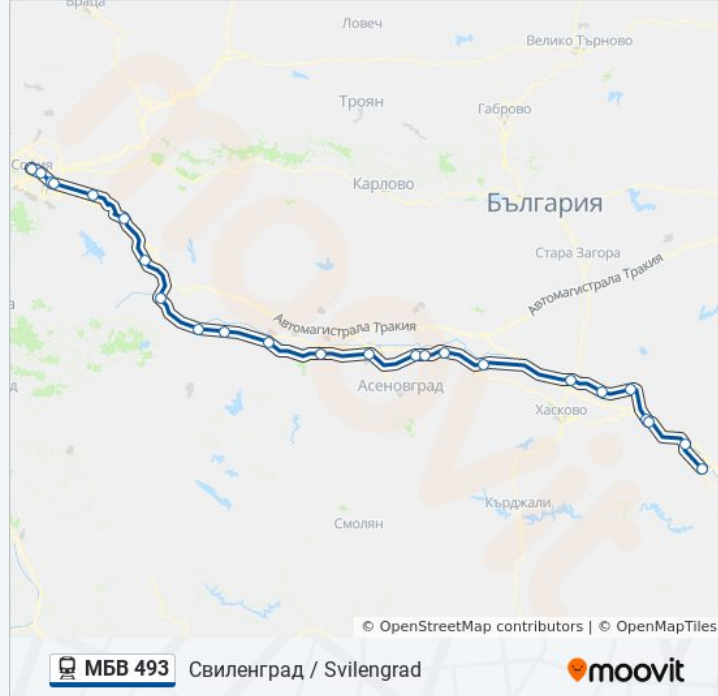 Враца
Ловеч
Велико Търново
Троян
Габрово
София
Карлово
България
Стара Загора
Автомагистрала Тракия
Автомагистрала Тракия
Асеновград
Хасково
Кърджали
Смолян
moovit
© OpenStreetMap contributors | © OpenMapTiles
МБВ 493 Свиленград / Svilengrad
moovit